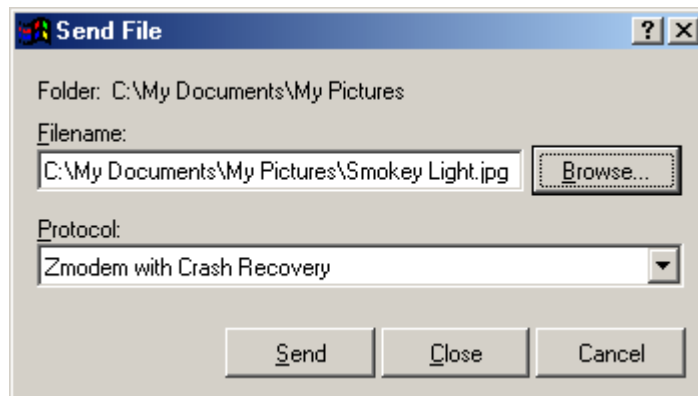 Send File
Folder: C:\My Documents\My Pictures
Filename:
C:\My Documents\My Pictures\Smokey Light.jpg Browse...
Protocol:
Zmodem with Crash Recovery
Send Close Cancel